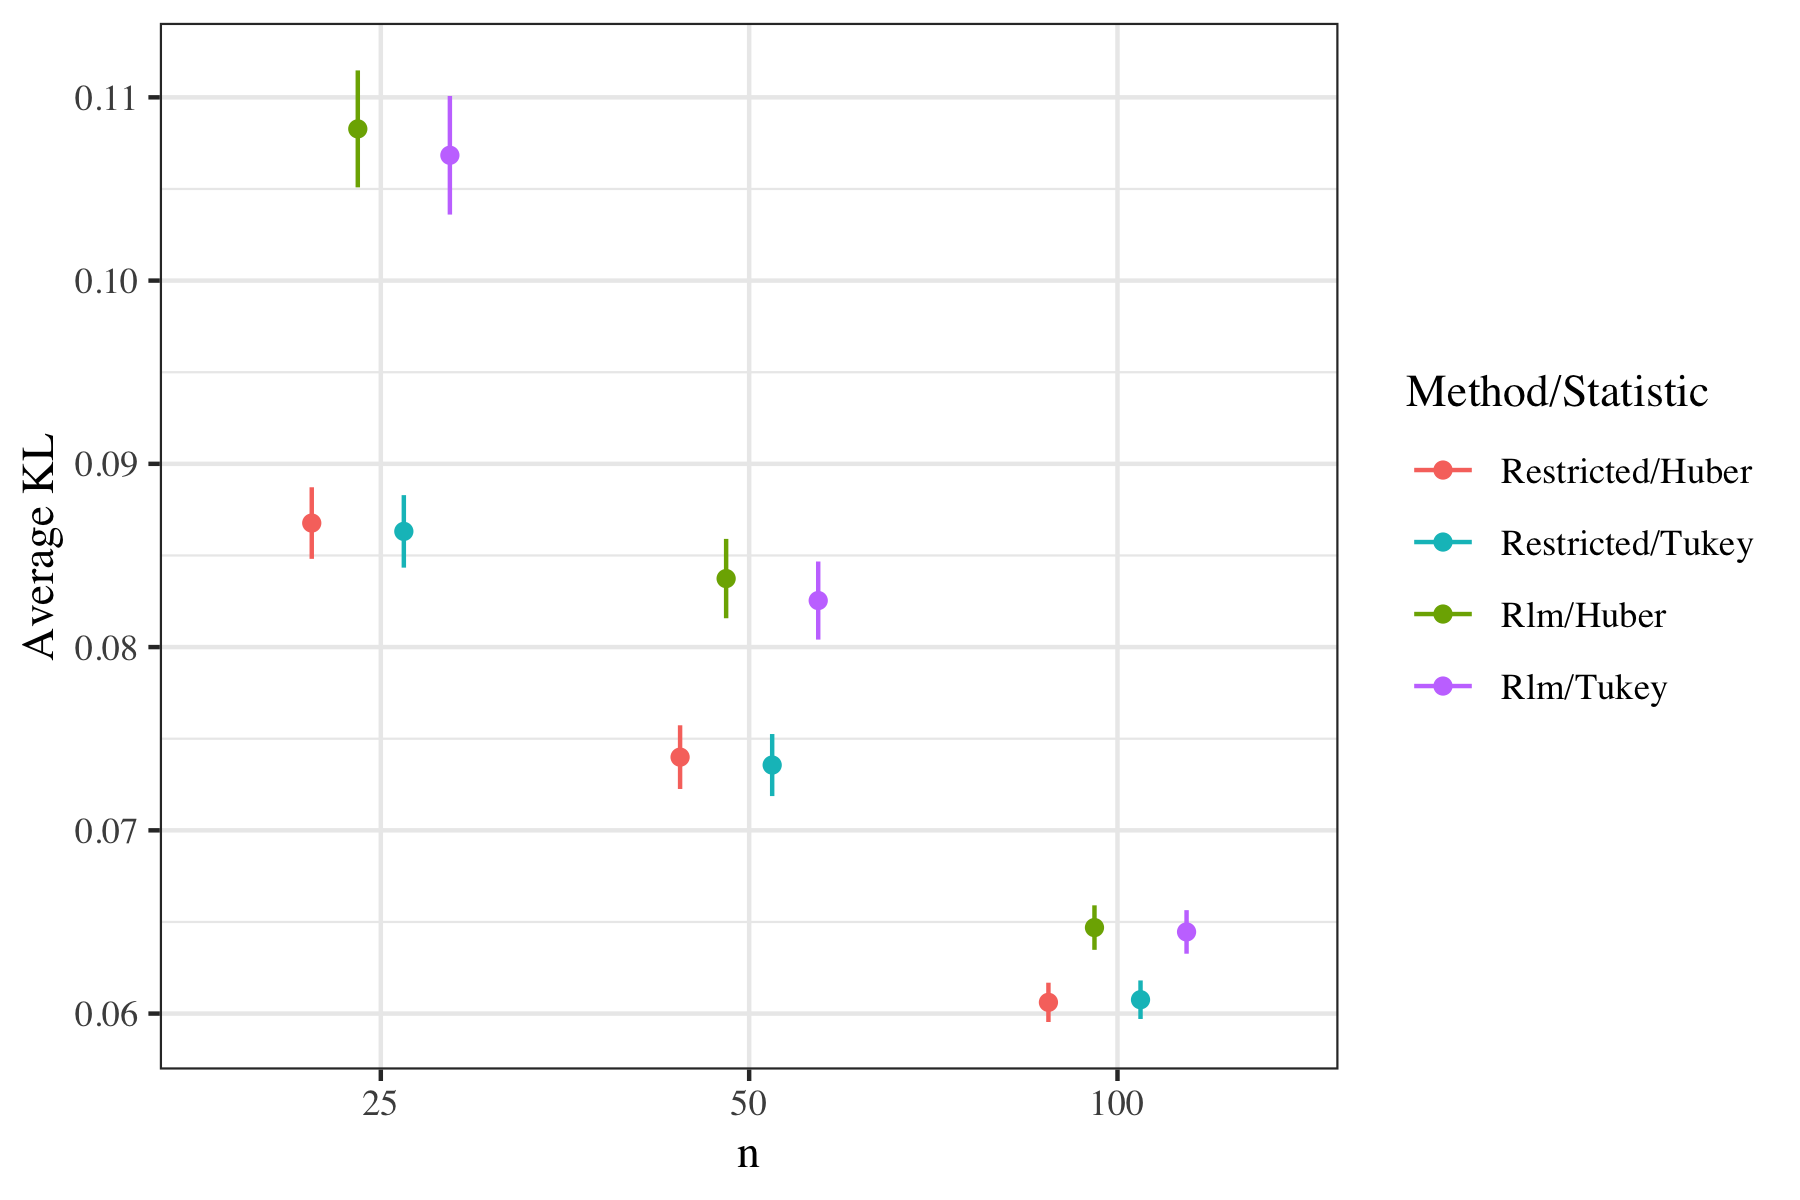 0.11
0.10
0.09
0.08
0.07
0.06
Average KL
25
50
100
n
Method/Statistic
Restricted/Huber
Restricted/Tukey
Rlm/Huber
Rlm/Tukey